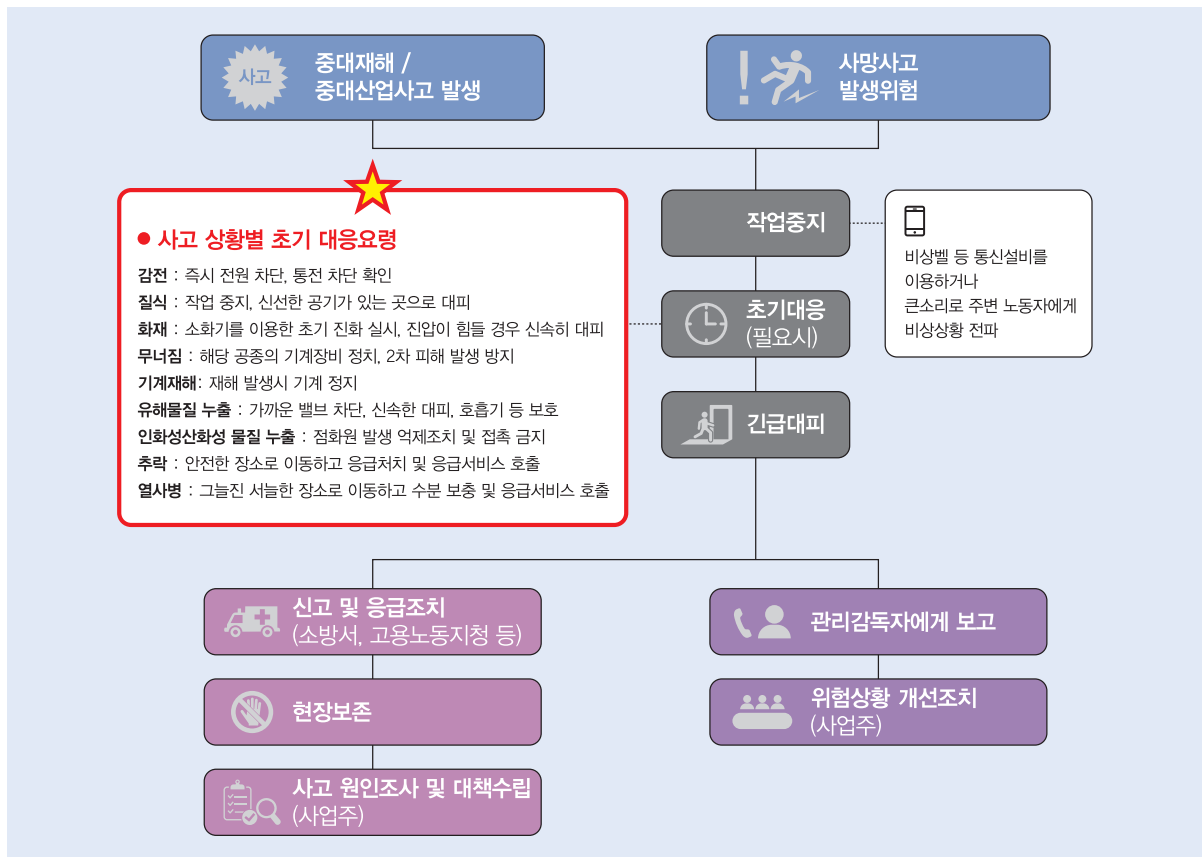 사고
중대재해 /
중대산업사고 발생
사망사고
발생위험
작업중지
비상벨 등 통신설비를
이용하거나
큰소리로 주변 노동자에게
비상상황 전파
● 사고 상황별 초기 대응요령
감전 : 즉시 전원 차단, 통전 차단 확인
질식 : 작업 중지, 신선한 공기가 있는 곳으로 대피
화재 : 소화기를 이용한 초기 진화 실시, 진압이 힘들 경우 신속히 대피
무너짐 : 해당 공종의 기계장비 정치, 2차 피해 발생 방지
기계재해: 재해 발생시 기계 정지
유해물질 누출 : 가까운 밸브 차단, 신속한 대피, 호흡기 등 보호
인화성산화성 물질 누출 : 점화원 발생 억제조치 및 접촉 금지
추락 : 안전한 장소로 이동하고 응급처치 및 응급서비스 호출
열사병 : 그늘진 서늘한 장소로 이동하고 수분 보충 및 응급서비스 호출
초기대응
(필요시)
긴급대피
신고 및 응급조치
(소방서, 고용노동지청 등)
현장보존
사고 원인조사 및 대책수립
(사업주)
관리감독자에게 보고
위험상황 개선조치
(사업주)